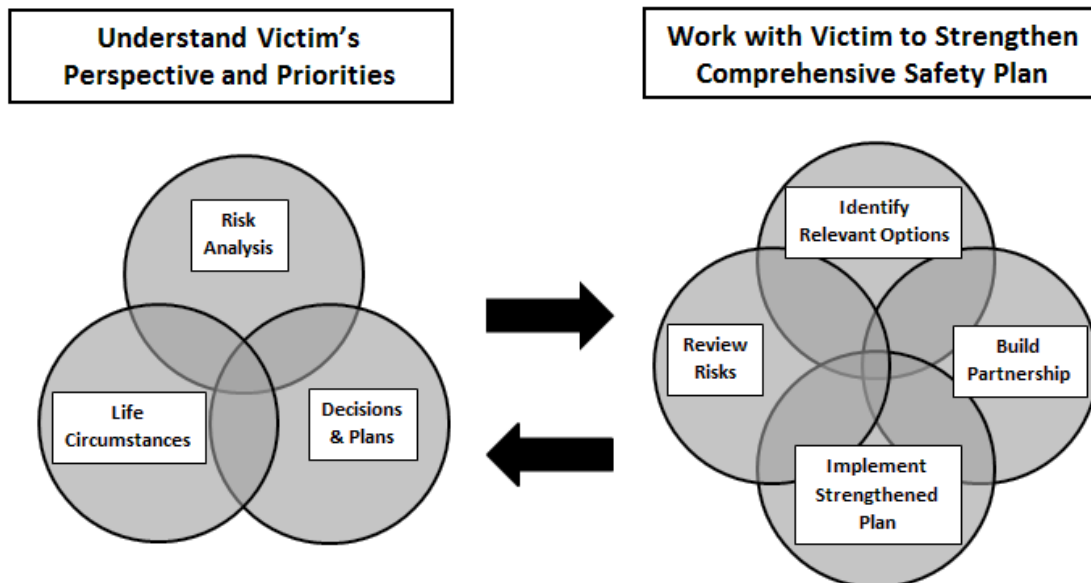 Understand Victim's
Perspective and Priorities
Work with Victim to Strengthen
Comprehensive Safety Plan
Risk
Analysis
Life
Circumstances
Decisions
& Plans
Identify
Relevant Options
Review
Risks
Build
Partnership
Implement
Strengthened
Plan